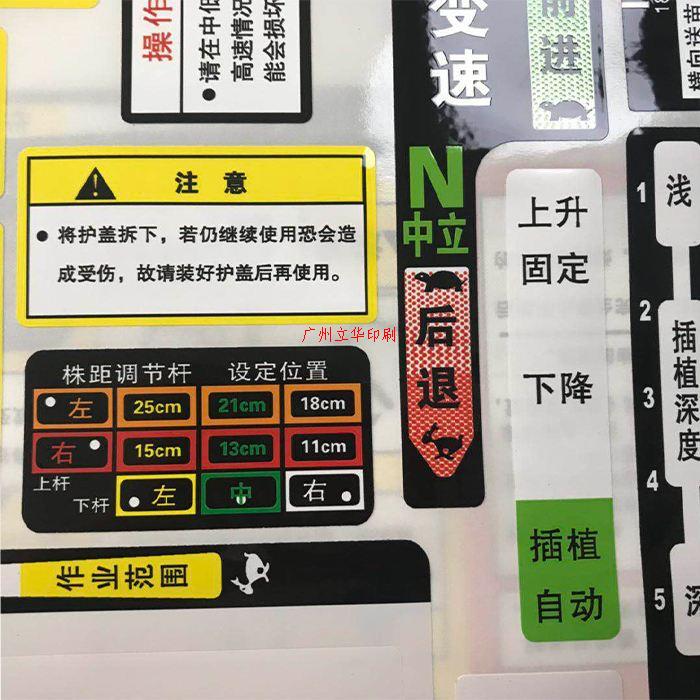 操作
请在中低
高速情况
能会损坏
变速
前进
注意
将护盖拆下，若仍继续使用恐会造
成受伤，故请装好护盖后再使用。
N
中立
后退
上升
固定
下降
插植
自动
1
浅
2
3
插植深度
4
5
深
广州立华印刷
株距调节杆 设定位置
左 25cm 21cm 18cm
右 15cm 13cm 11cm
上杆
下杆 左 中 右
作业范围